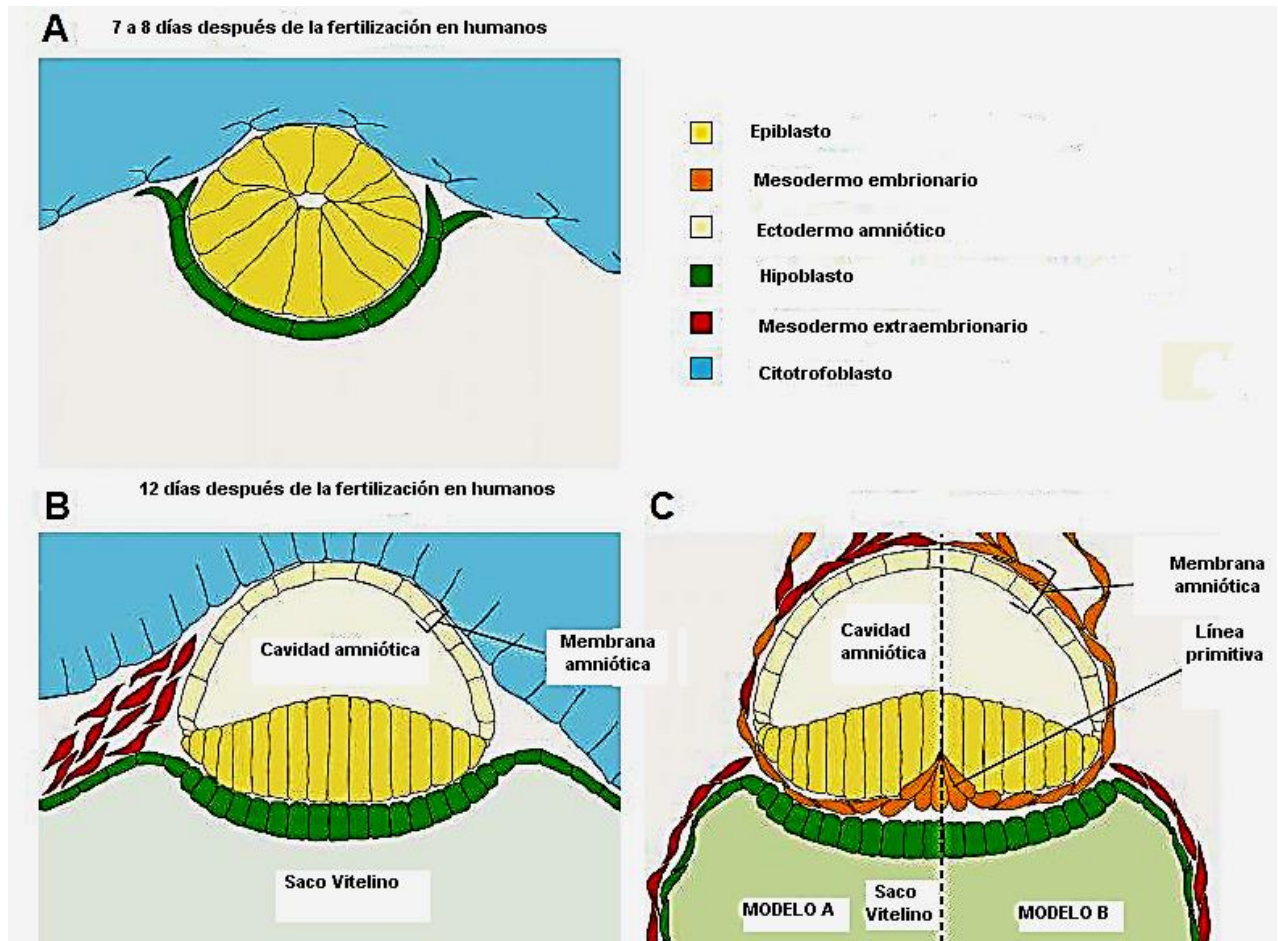 A
7 a 8 días después de la fertilización en humanos
Epiblasto
Mesodermo embrionario
Ectodermo amniótico
Hipoblasto
Mesodermo extraembrionario
Citotrofoblasto
12 días después de la fertilización en humanos
B
Cavidad amniótica
Membrana
amniótica
Saco Vitelino
C
Membrana
amniótica
Cavidad
amniótica
Línea
primitiva
Saco
Vitelino
MODELO A
MODELO B